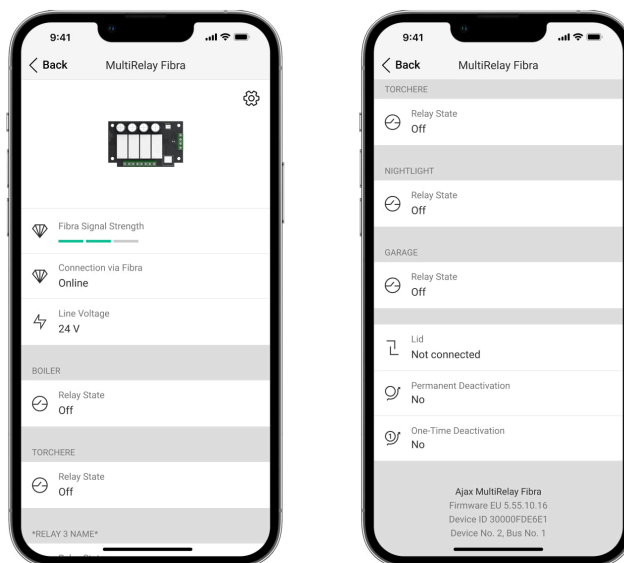 9:41
Back
MultiRelay Fibra
Fibra Signal Strength
Connection via Fibra
Online
Line Voltage
24 V
BOILER
Relay State
Off
TORCHERE
Relay State
Off
*RELAY 3 NAME*
Relay State
9:41
Back
MultiRelay Fibra
TORCHERE
Relay State
Off
NIGHTLIGHT
Relay State
Off
GARAGE
Relay State
Off
Lid
Not connected
Permanent Deactivation
No
1
One-Time Deactivation
No
Ajax MultiRelay Fibra
Firmware EU 5.55.10.16
Device ID 30000FDE6E1
Device No. 2, Bus No. 1